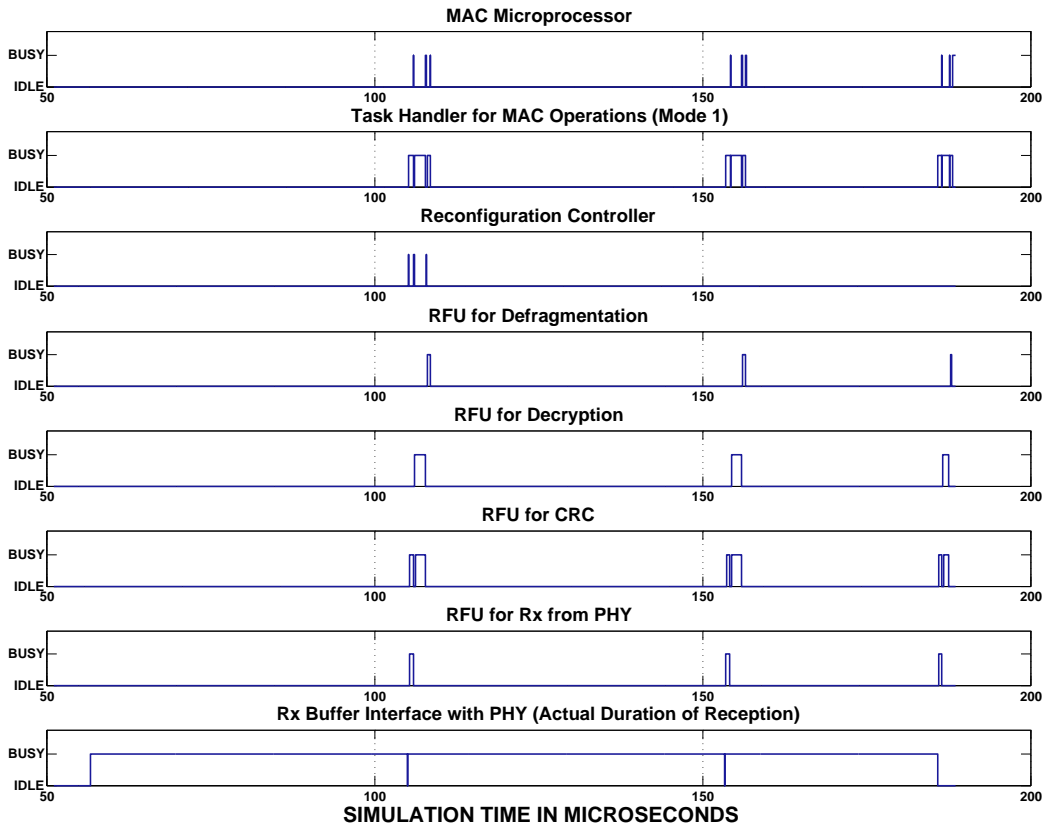 MAC Microprocessor
BUSY
IDLE
50 100 150 200
Task Handler for MAC Operations (Mode 1)
BUSY
IDLE
50 100 150 200
Reconfiguration Controller
BUSY
IDLE
50 100 150 200
RFU for Defragmentation
BUSY
IDLE
50 100 150 200
RFU for Decryption
BUSY
IDLE
50 100 150 200
RFU for CRC
BUSY
IDLE
50 100 150 200
RFU for Rx from PHY
BUSY
IDLE
50 100 150 200
Rx Buffer Interface with PHY (Actual Duration of Reception)
BUSY
IDLE
50 100 150 200
SIMULATION TIME IN MICROSECONDS